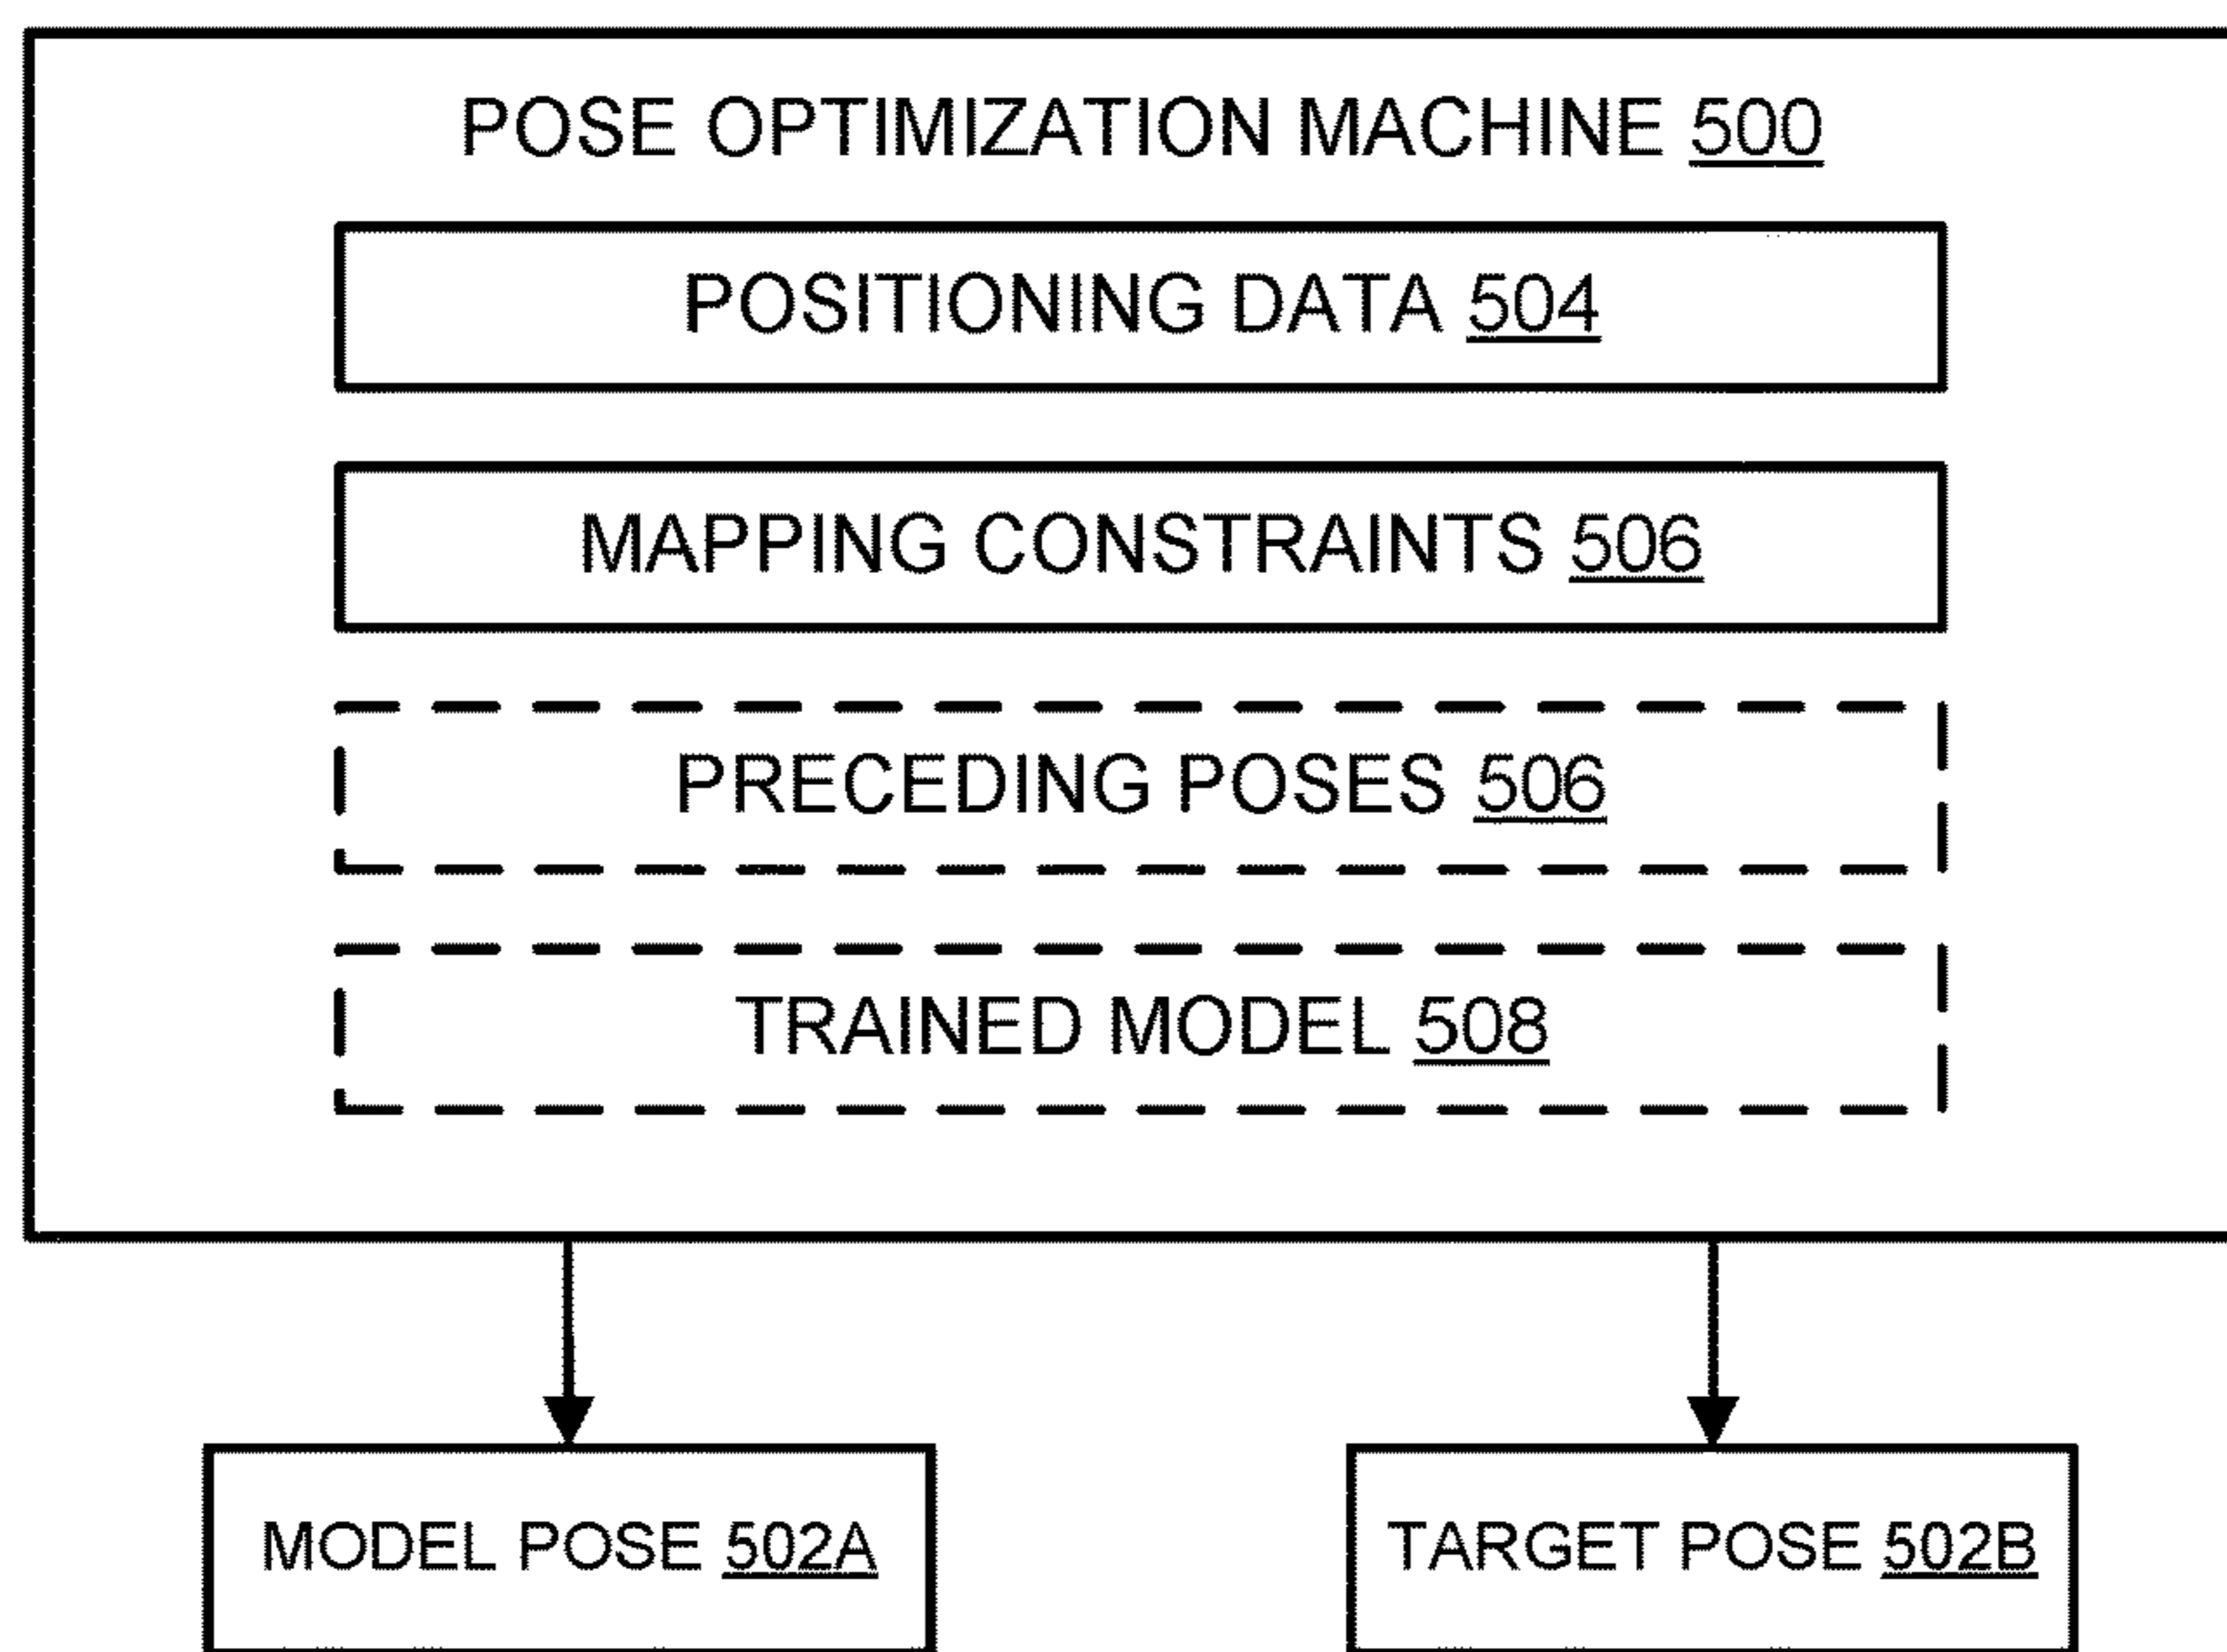 POSE OPTIMIZATION MACHINE 500
POSITIONING DATA 504
MAPPING CONSTRAINTS 506
PRECEDING POSES 506
TRAINED MODEL 508
MODEL POSE 502A
TARGET POSE 502B